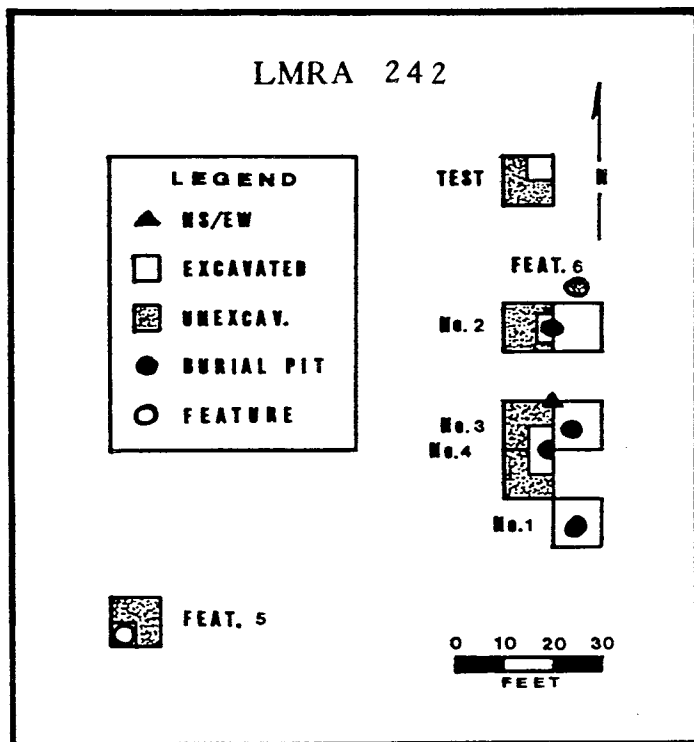 LMRA 242
LEGEND
NS/EW
EXCAVATED
UNEXCAV.
BURIAL PIT
FEATURE
TEST
N
FEAT. 6
No. 2
No. 3
No. 4
No. 1
FEAT. 5
0 10 20 30
FEET